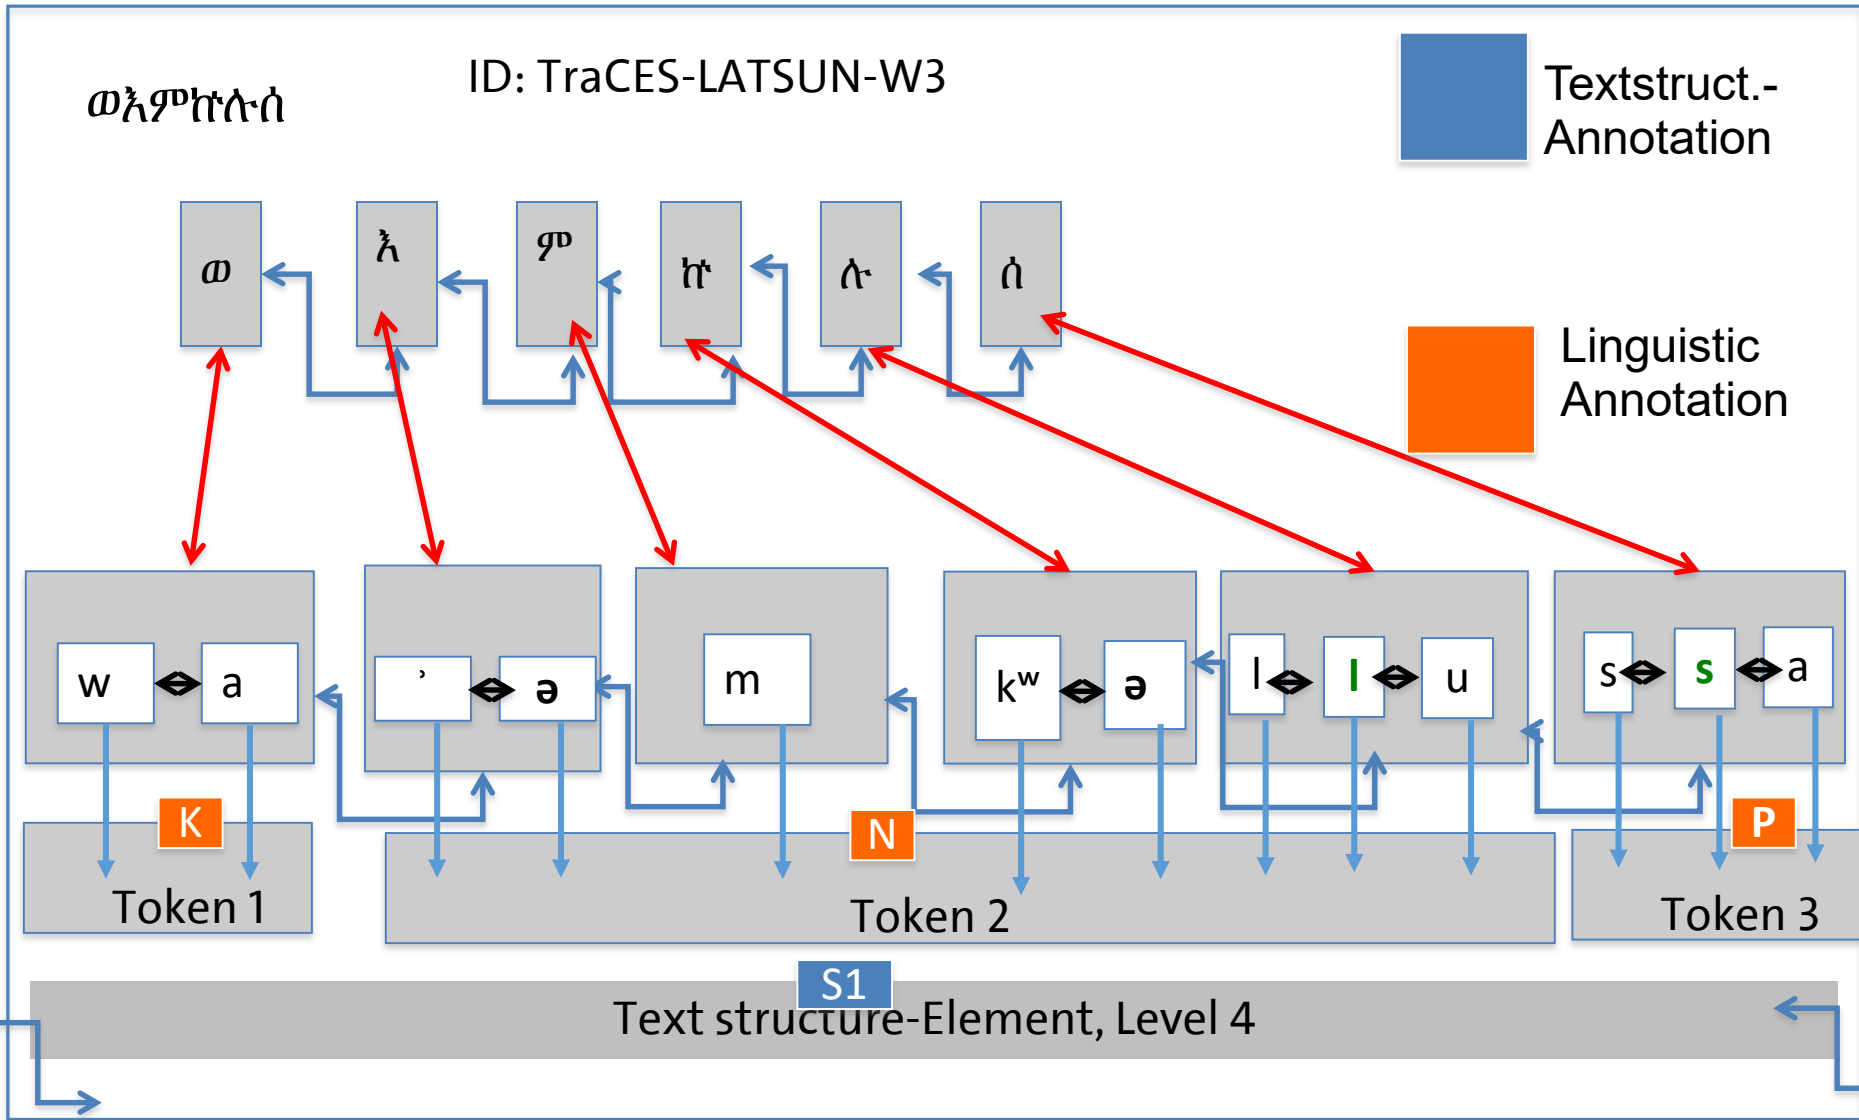 ID: TraCES-LATSUN-W3
ወእምኵሉሰ
Textstruct.-
Annotation
ወ እ ም ኵ ሉ ሰ
Linguistic
Annotation
w a ʾ ə m kʷ ə l l u s s a
K N P
Token 1 Token 2 Token 3
S1
Text structure-Element, Level 4